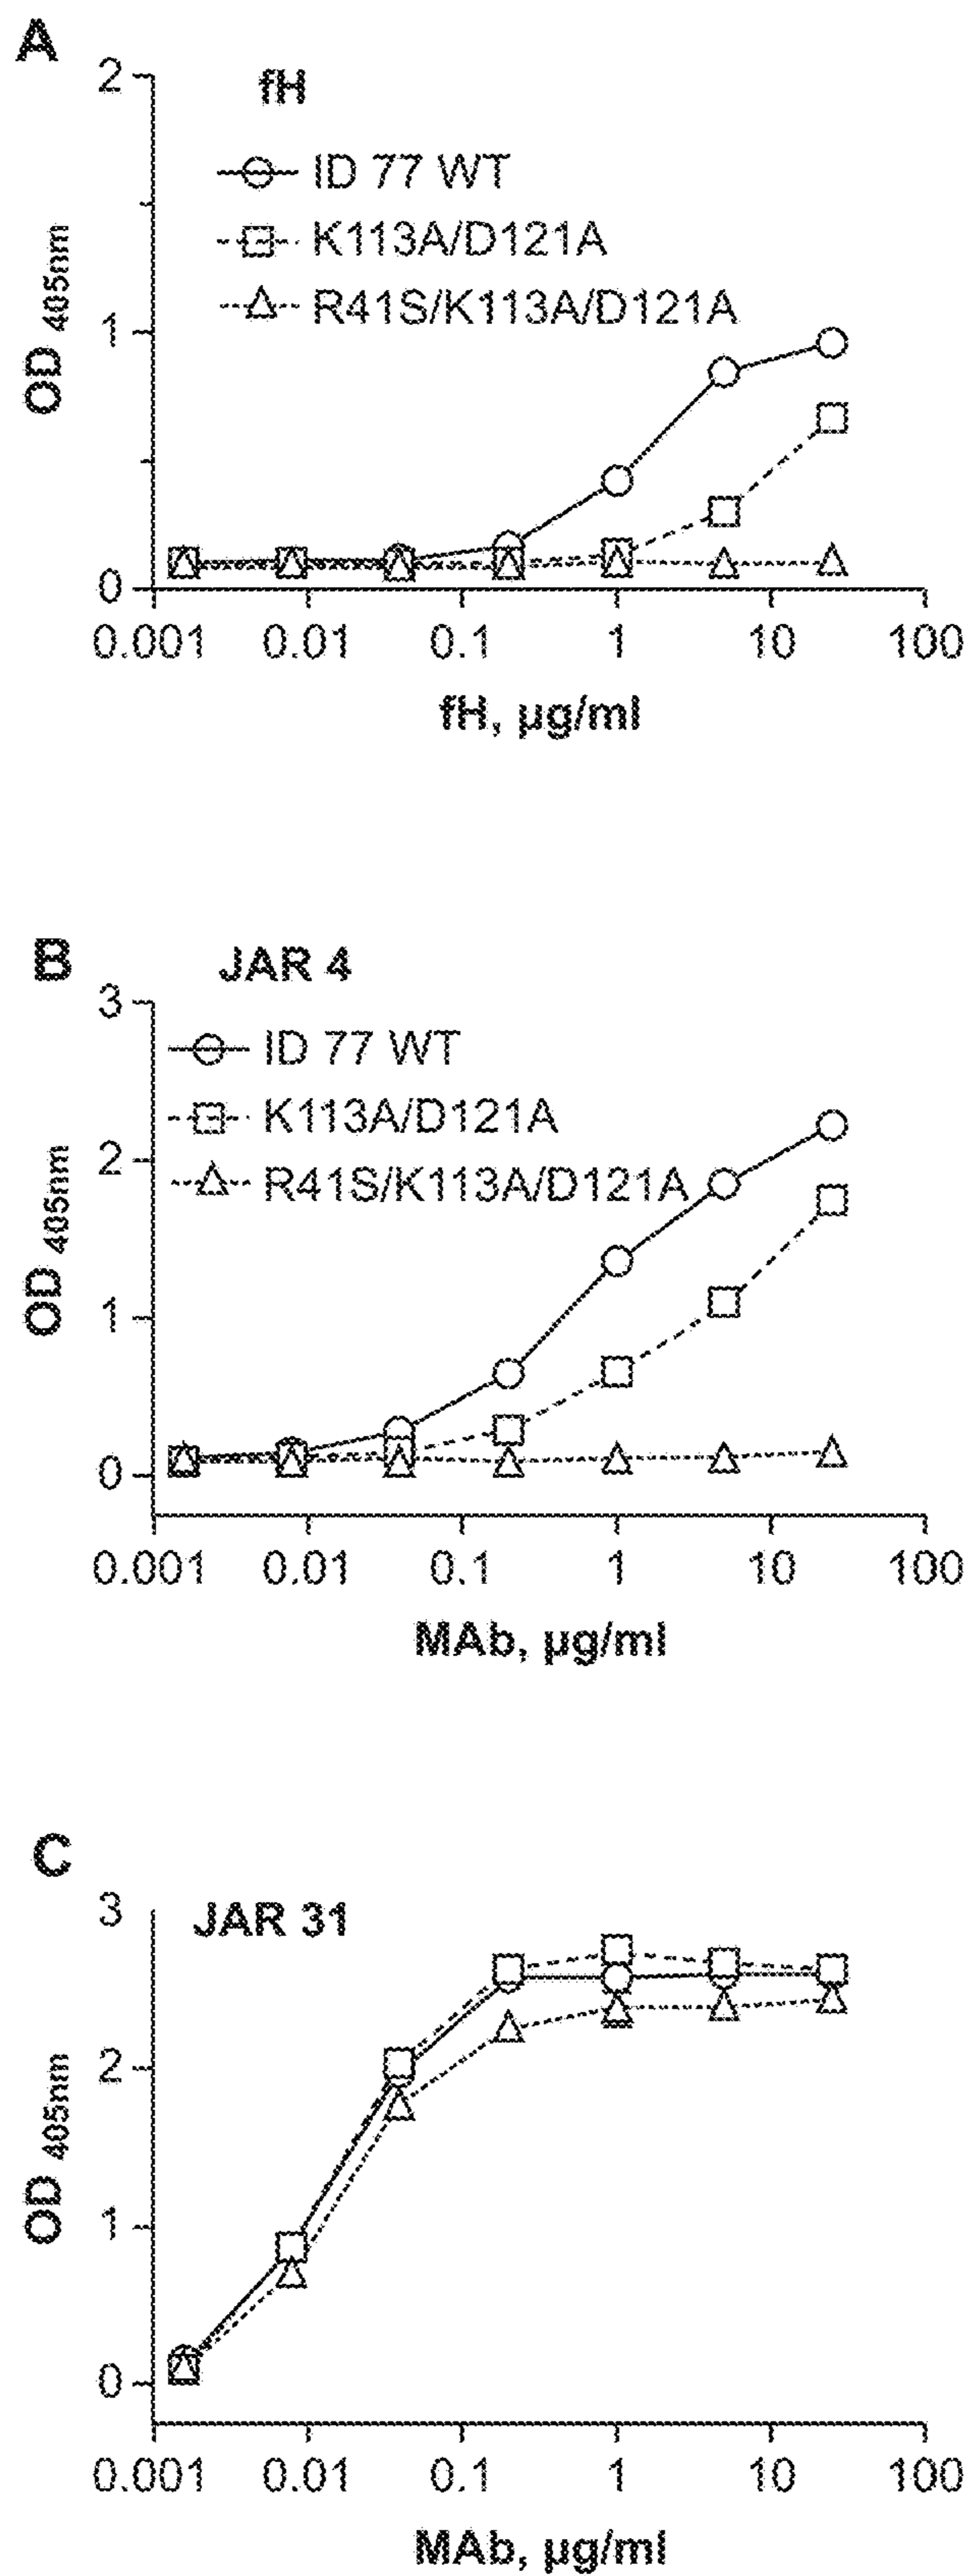 A
fH
ID 77 WT
K113A/D121A
R41S/K113A/D121A
2
1
0
OD 405nm
0.001 0.01 0.1 1 10 100
fH, µg/ml
B
JAR 4
ID 77 WT
K113A/D121A
R41S/K113A/D121A
3
2
1
0
OD 405nm
0.001 0.01 0.1 1 10 100
MAb, µg/ml
C
JAR 31
3
2
1
0
OD 405nm
0.001 0.01 0.1 1 10 100
MAb, µg/ml